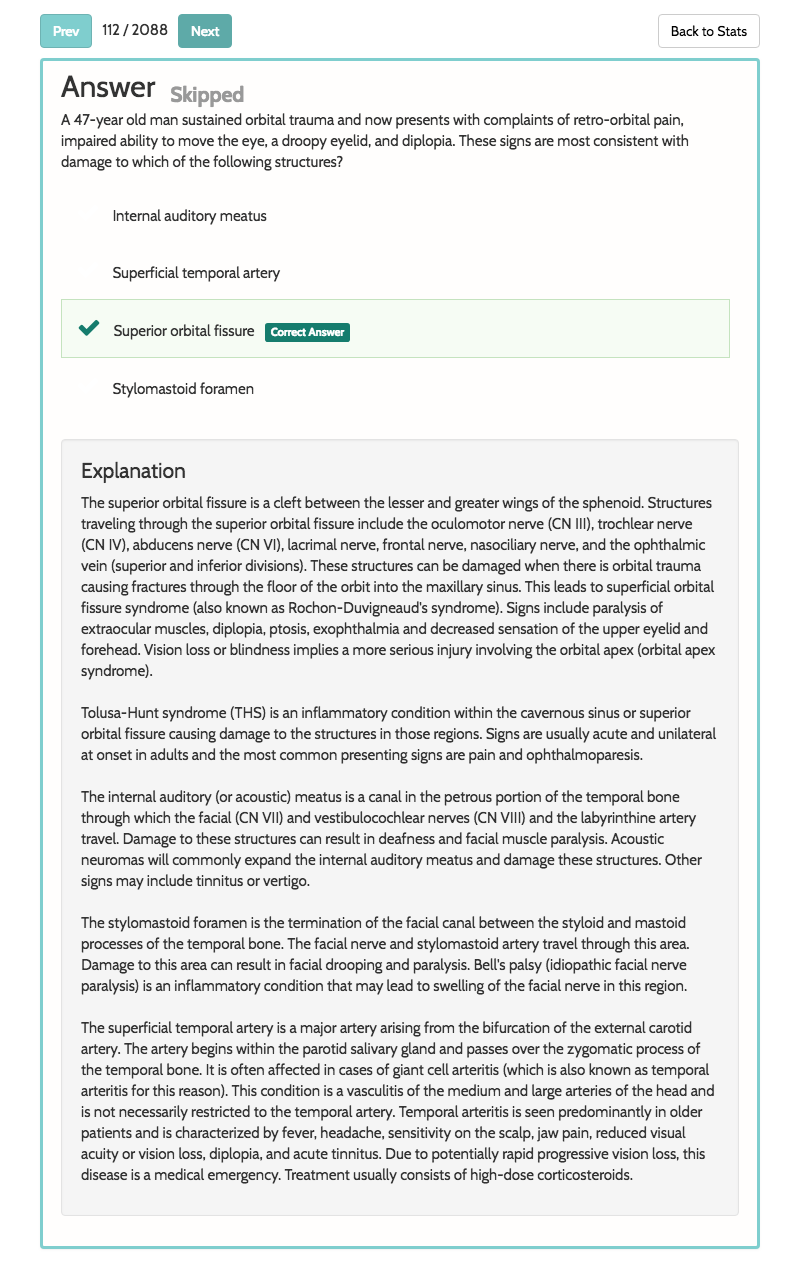 Prev 112 / 2088 Next Back to Stats
Answer Skipped
A 47-year old man sustained orbital trauma and now presents with complaints of retro-orbital pain,
impaired ability to move the eye, a droopy eyelid, and diplopia. These signs are most consistent with
damage to which of the following structures?
Internal auditory meatus
Superficial temporal artery
Superior orbital fissure Correct Answer
Stylomastoid foramen
Explanation
The superior orbital fissure is a cleft between the lesser and greater wings of the sphenoid. Structures
traveling through the superior orbital fissure include the oculomotor nerve (CN III), trochlear nerve
(CN IV), abducens nerve (CN VI), lacrimal nerve, frontal nerve, nasociliary nerve, and the ophthalmic
vein (superior and inferior divisions). These structures can be damaged when there is orbital trauma
causing fractures through the floor of the orbit into the maxillary sinus. This leads to superficial orbital
fissure syndrome (also known as Rochon-Duvigneaud's syndrome). Signs include paralysis of
extraocular muscles, diplopia, ptosis, exophthalmia and decreased sensation of the upper eyelid and
forehead. Vision loss or blindness implies a more serious injury involving the orbital apex (orbital apex
syndrome).
Tolusa-Hunt syndrome (THS) is an inflammatory condition within the cavernous sinus or superior
orbital fissure causing damage to the structures in those regions. Signs are usually acute and unilateral
at onset in adults and the most common presenting signs are pain and ophthalmoparesis.
The internal auditory (or acoustic) meatus is a canal in the petrous portion of the temporal bone
through which the facial (CN VII) and vestibulocochlear nerves (CN VIII) and the labyrinthine artery
travel. Damage to these structures can result in deafness and facial muscle paralysis. Acoustic
neuromas will commonly expand the internal auditory meatus and damage these structures. Other
signs may include tinnitus or vertigo.
The stylomastoid foramen is the termination of the facial canal between the styloid and mastoid
processes of the temporal bone. The facial nerve and stylomastoid artery travel through this area.
Damage to this area can result in facial drooping and paralysis. Bell's palsy (idiopathic facial nerve
paralysis) is an inflammatory condition that may lead to swelling of the facial nerve in this region.
The superficial temporal artery is a major artery arising from the bifurcation of the external carotid
artery. The artery begins within the parotid salivary gland and passes over the zygomatic process of
the temporal bone. It is often affected in cases of giant cell arteritis (which is also known as temporal
arteritis for this reason). This condition is a vasculitis of the medium and large arteries of the head and
is not necessarily restricted to the temporal artery. Temporal arteritis is seen predominantly in older
patients and is characterized by fever, headache, sensitivity on the scalp, jaw pain, reduced visual
acuity or vision loss, diplopia, and acute tinnitus. Due to potentially rapid progressive vision loss, this
disease is a medical emergency. Treatment usually consists of high-dose corticosteroids.